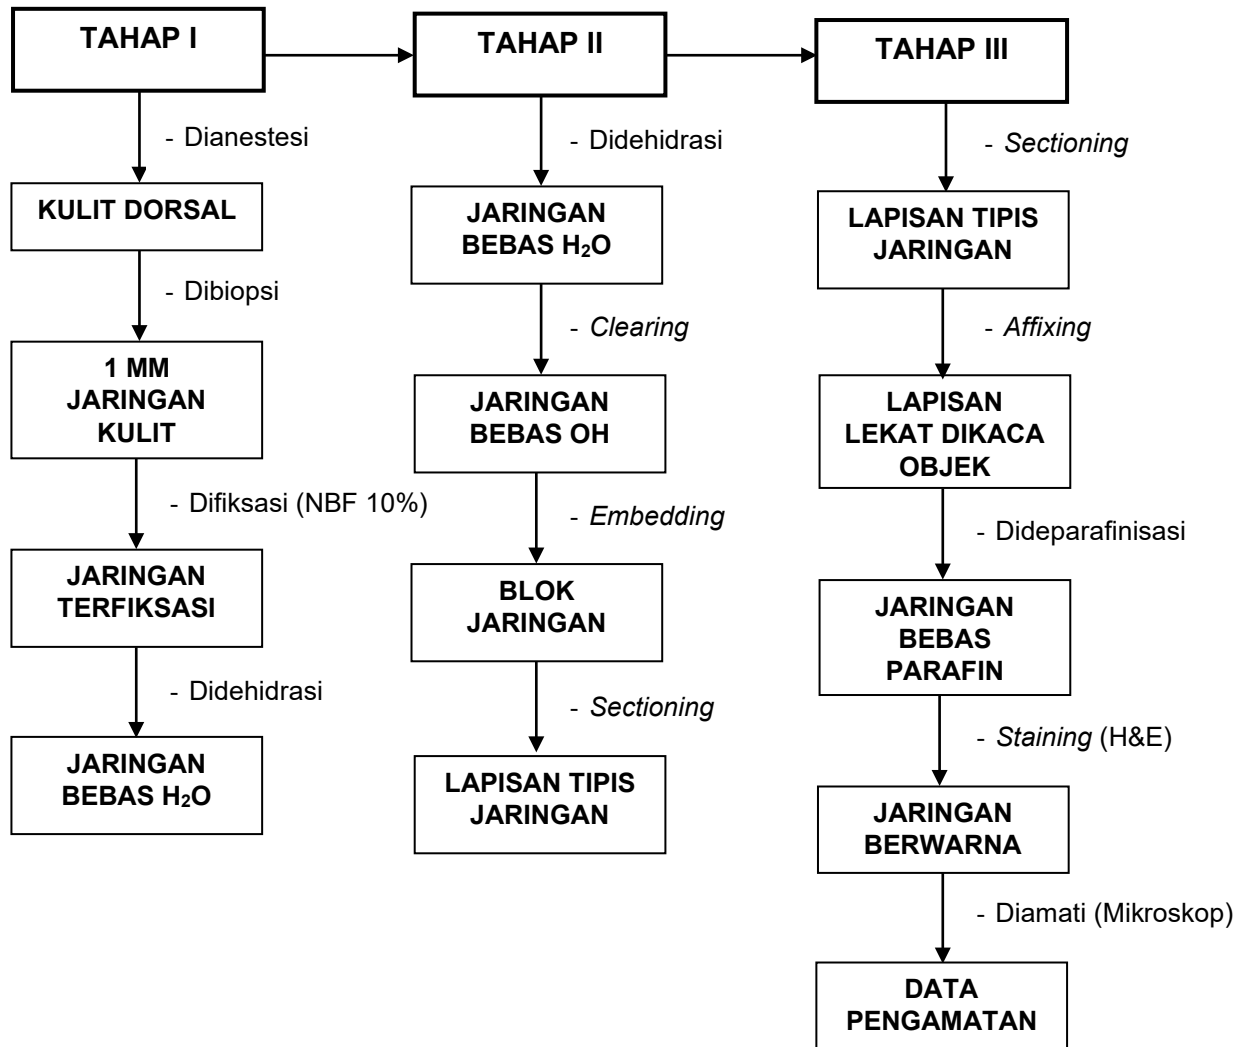 TAHAP I
- Dianestesi
KULIT DORSAL
- Dibiopsi
1 MM
JARINGAN
KULIT
- Difiksasi (NBF 10%)
JARINGAN
TERFIKSASI
- Didehidrasi
JARINGAN
BEBAS H₂O
TAHAP II
- Didehidrasi
JARINGAN
BEBAS H₂O
- Clearing
JARINGAN
BEBAS OH
- Embedding
BLOK
JARINGAN
- Sectioning
LAPISAN TIPIS
JARINGAN
TAHAP III
- Sectioning
LAPISAN TIPIS
JARINGAN
- Affixing
LAPISAN
LEKAT DIKACA
OBJEK
- Dideparafinisasi
JARINGAN
BEBAS
PARAFIN
- Staining (H&E)
JARINGAN
BERWARNA
- Diamati (Mikroskop)
DATA
PENGAMATAN